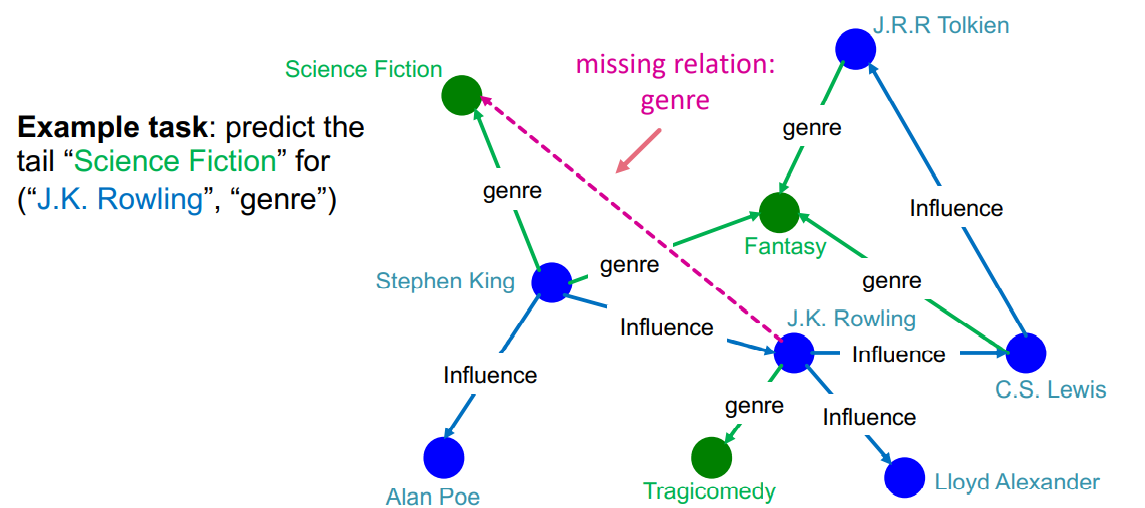 J.R.R Tolkien
Science Fiction
missing relation:
genre
Example task: predict the
tail “Science Fiction” for
(“J.K. Rowling”, “genre”)
genre
genre
Influence
Fantasy
genre
Stephen King
genre
J.K. Rowling
Influence
Influence
Influence
C.S. Lewis
genre
Influence
Alan Poe
Tragicomedy
Lloyd Alexander